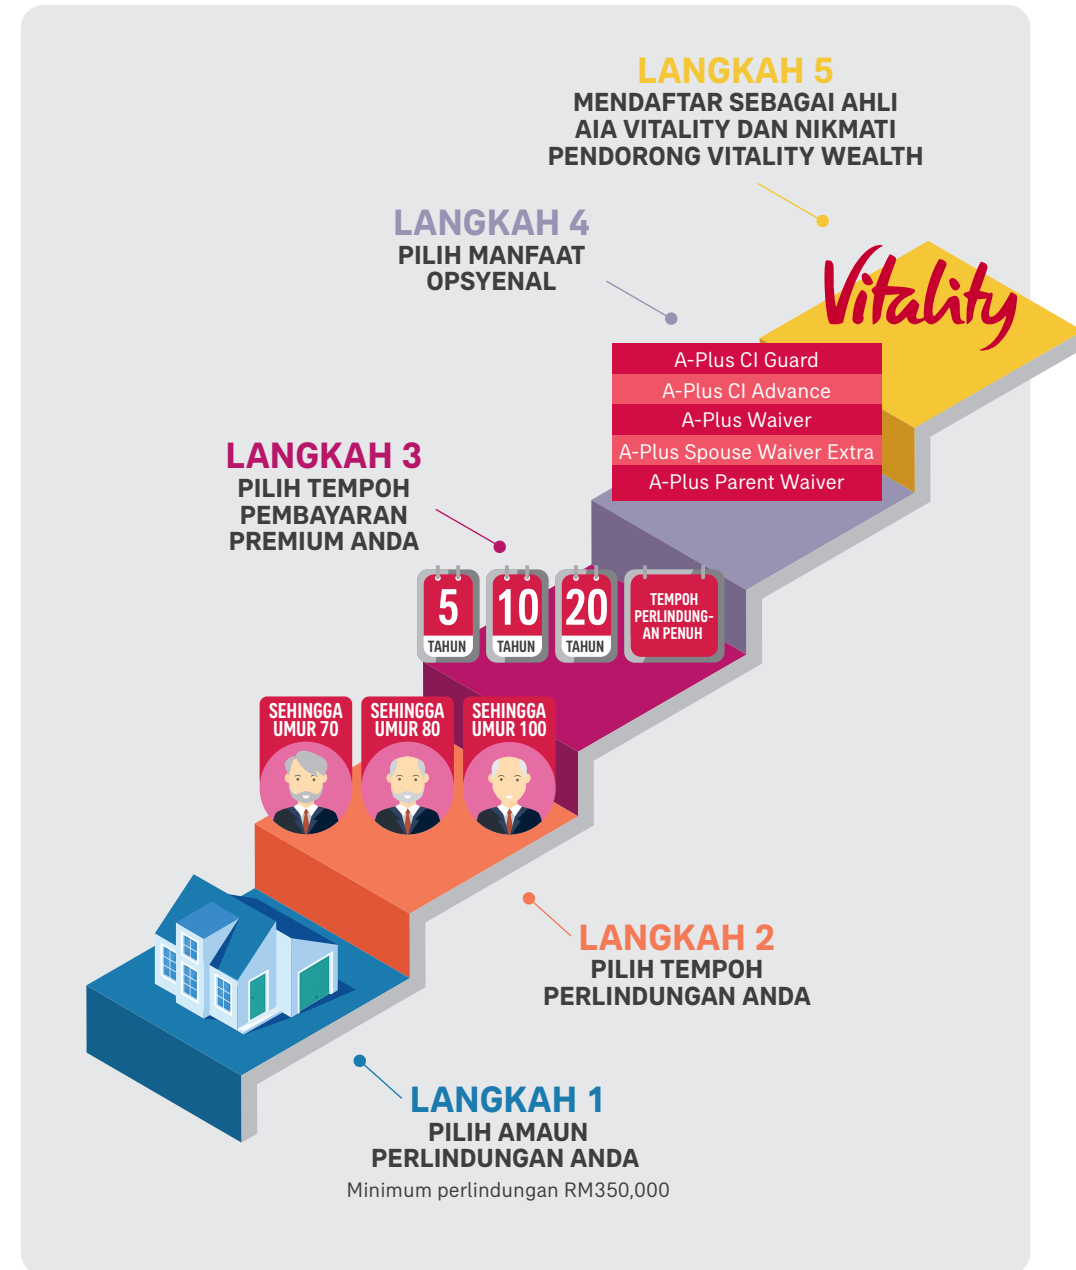 LANGKAH 5
MENDAFTAR SEBAGAI AHLI
AIA VITALITY DAN NIKMATI
PENDORONG VITALITY WEALTH
Vitality
LANGKAH 4
PILIH MANFAAT
OPSYENAL
A-Plus CI Guard
A-Plus CI Advance
A-Plus Waiver
A-Plus Spouse Waiver Extra
A-Plus Parent Waiver
LANGKAH 3
PILIH TEMPOH
PEMBAYARAN
PREMIUM ANDA
5
TAHUN
10
TAHUN
20
TAHUN
TEMPOH
PERLINDUNG-
AN PENUH
SEHINGGA
UMUR 70
SEHINGGA
UMUR 80
SEHINGGA
UMUR 100
LANGKAH 2
PILIH TEMPOH
PERLINDUNGAN ANDA
LANGKAH 1
PILIH AMAUN
PERLINDUNGAN ANDA
Minimum perlindungan RM350,000